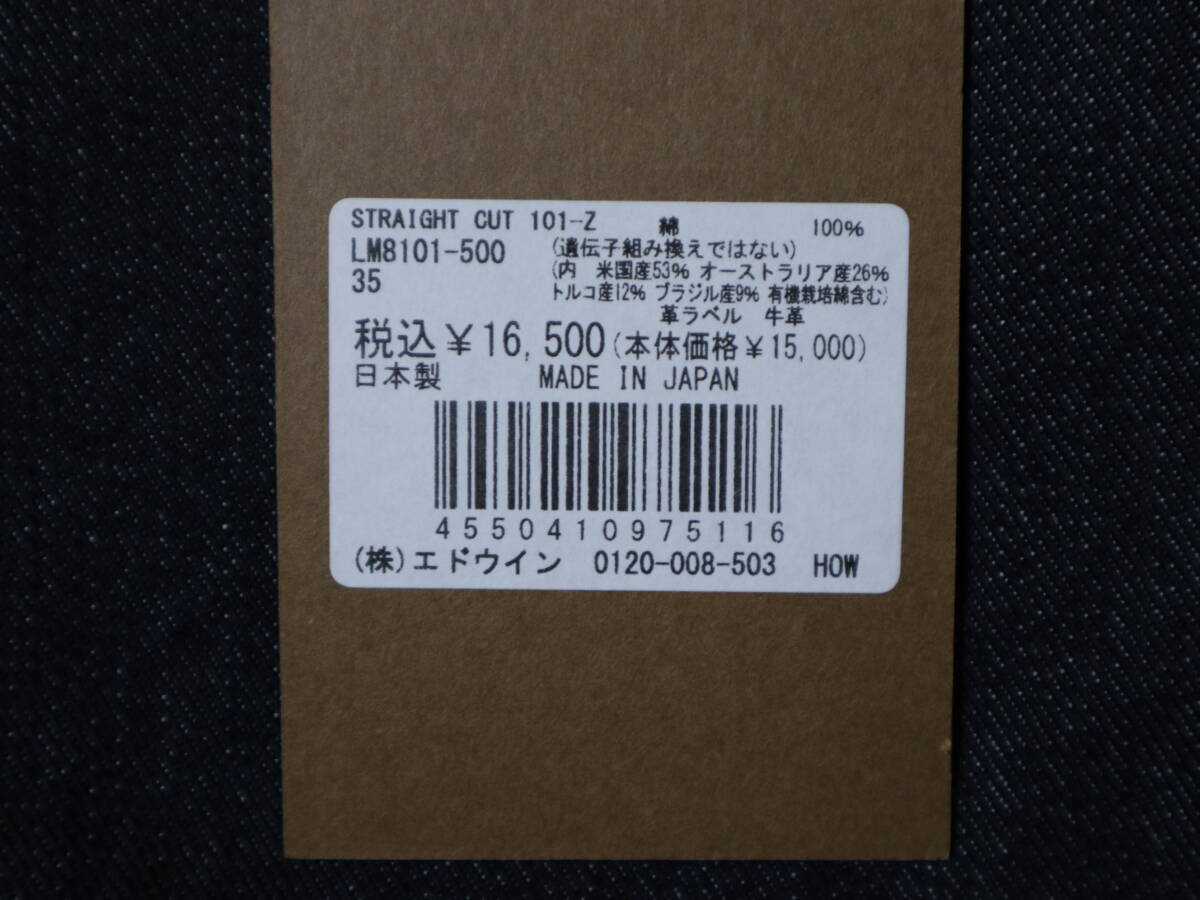 STRAIGHT CUT 101-Z 綿 100%
LM8101-500 (遺伝子組み換えではない)
35 (内 米国産53% オーストラリア産26%
トルコ産12% ブラジル産9% 有機栽培綿含む)
革ラベル 牛革
税込¥16,500(本体価格¥15,000)
日本製 MADE IN JAPAN
4550410975116
(株)エドウイン 0120-008-503 HOW